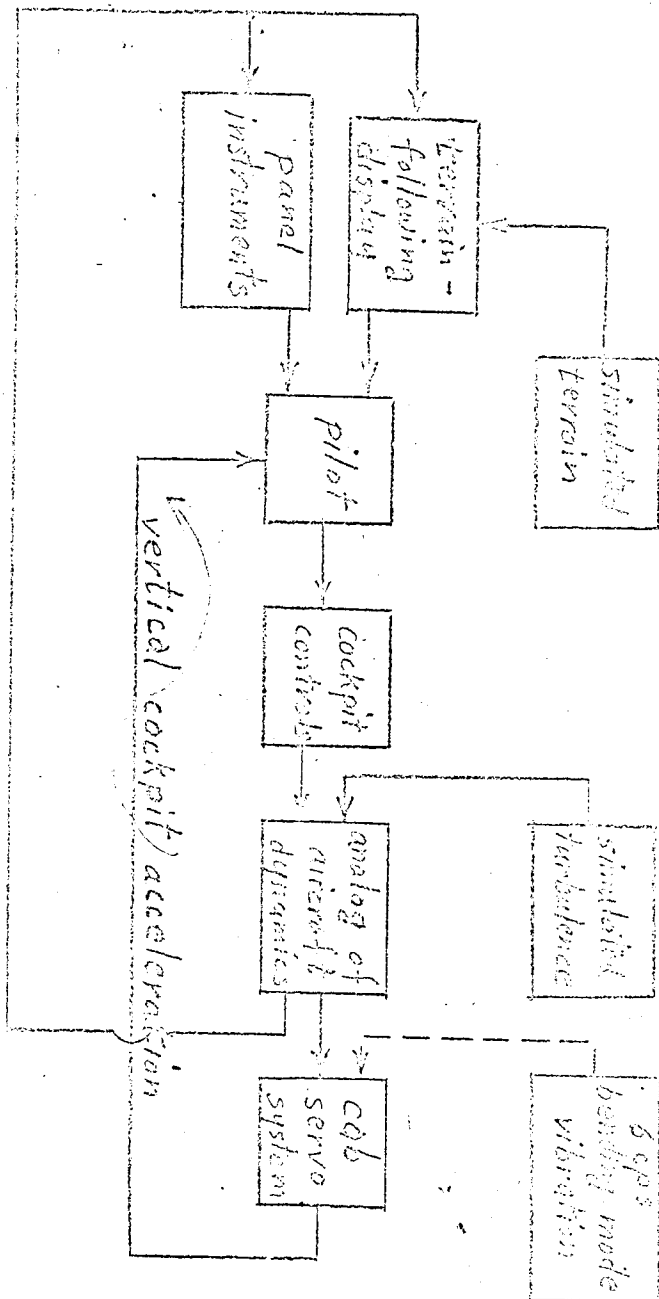 simulated
terrain
simulated
turbulence
6 cps
bending-mode
vibration
terrain-
following
display
panel
instruments
pilot
cockpit
controls
analog of
aircraft
dynamics
cab
servo
system
vertical (cockpit) acceleration